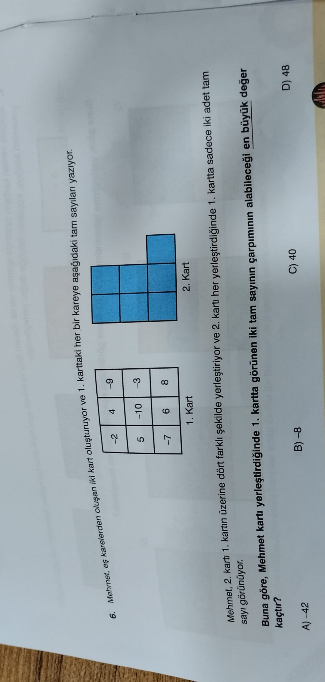 6. Mehmet, eş karelerden oluşan iki kart oluşturuyor ve 1. karttaki her bir kareye aşağıdaki tam sayıları yazıyor.
-2 4 -9
5 -10 -3
-7 6 8
1. Kart 2. Kart
Mehmet, 2. kartı 1. kartın üzerine dört farklı şekilde yerleştiriyor ve 2. kartı her yerleştirdiğinde 1. kartta sadece iki adet tam
sayı görünüyor.
Buna göre, Mehmet kartı yerleştirdiğinde 1. kartta görünen iki tam sayının çarpımının alabileceği en büyük değer
kaçtır?
A) -42 B) -8 C) 40 D) 48